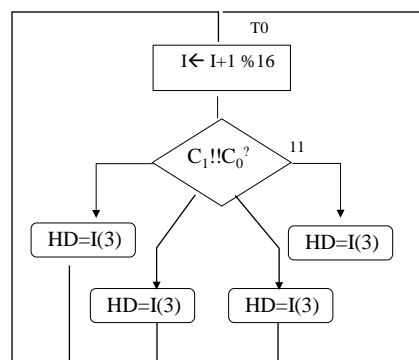 T0
I← I+1 %16
C₁!!C₀?
11
HD=I(3)
HD=I(3)
HD=I(3)
HD=I(3)